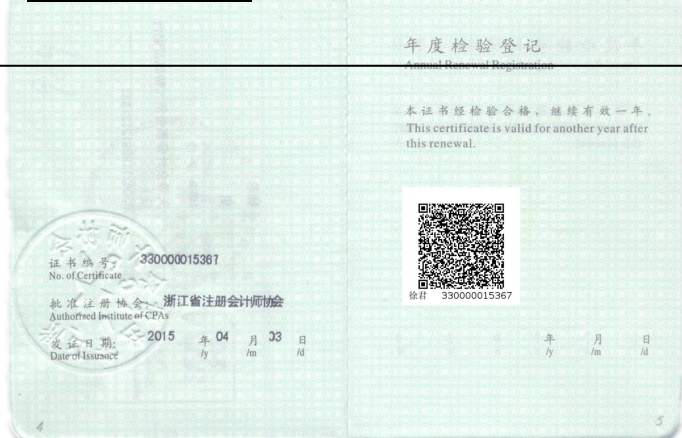 证书编号: 330000015367
No. of Certificate
批准注册协会: 浙江省注册会计师协会
Authorized Institute of CPAs
发证日期: 2015 年 04 月 03 日
Date of Issuance /y /m /d
4
年度检验登记
Annual Renewal Registration
本证书经检验合格，继续有效一年。
This certificate is valid for another year after
this renewal.
徐君 330000015367
年 月 日
/y /m /d
5